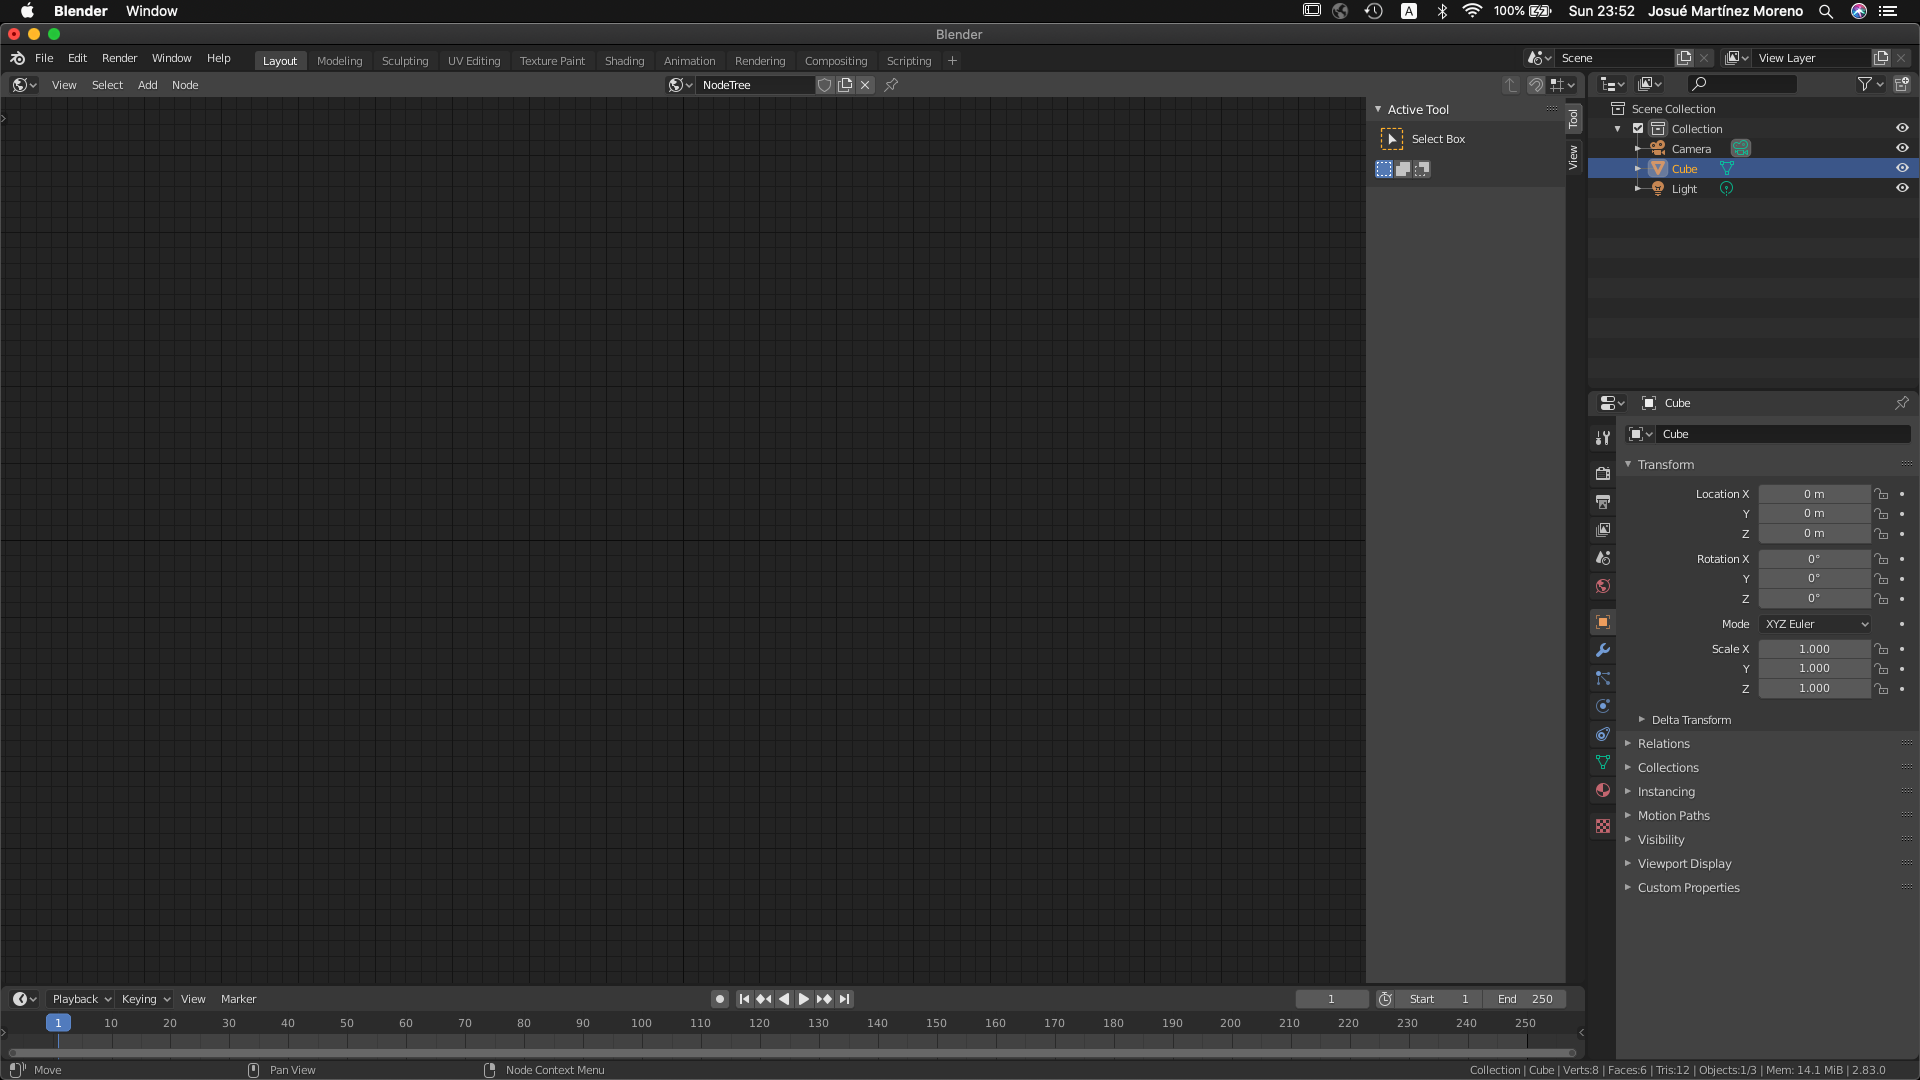 Blender Window A 100% Sun 23:52 Josué Martínez Moreno
Blender
File Edit Render Window Help Layout Modeling Sculpting UV Editing Texture Paint Shading Animation Rendering Compositing Scripting + Scene View Layer
View Select Add Node NodeTree
Active Tool
Select Box
Tool
View
Scene Collection
Collection
Camera
Cube
Light
Cube
Cube
Transform
Location X 0 m
Y 0 m
Z 0 m
Rotation X 0°
Y 0°
Z 0°
Mode XYZ Euler
Scale X 1.000
Y 1.000
Z 1.000
Delta Transform
Relations
Collections
Instancing
Motion Paths
Visibility
Viewport Display
Custom Properties
Playback Keying View Marker 1 Start 1 End 250
1 10 20 30 40 50 60 70 80 90 100 110 120 130 140 150 160 170 180 190 200 210 220 230 240 250
Move Pan View Node Context Menu Collection | Cube | Verts:8 | Faces:6 | Tris:12 | Objects:1/3 | Mem: 14.1 MiB | 2.83.0